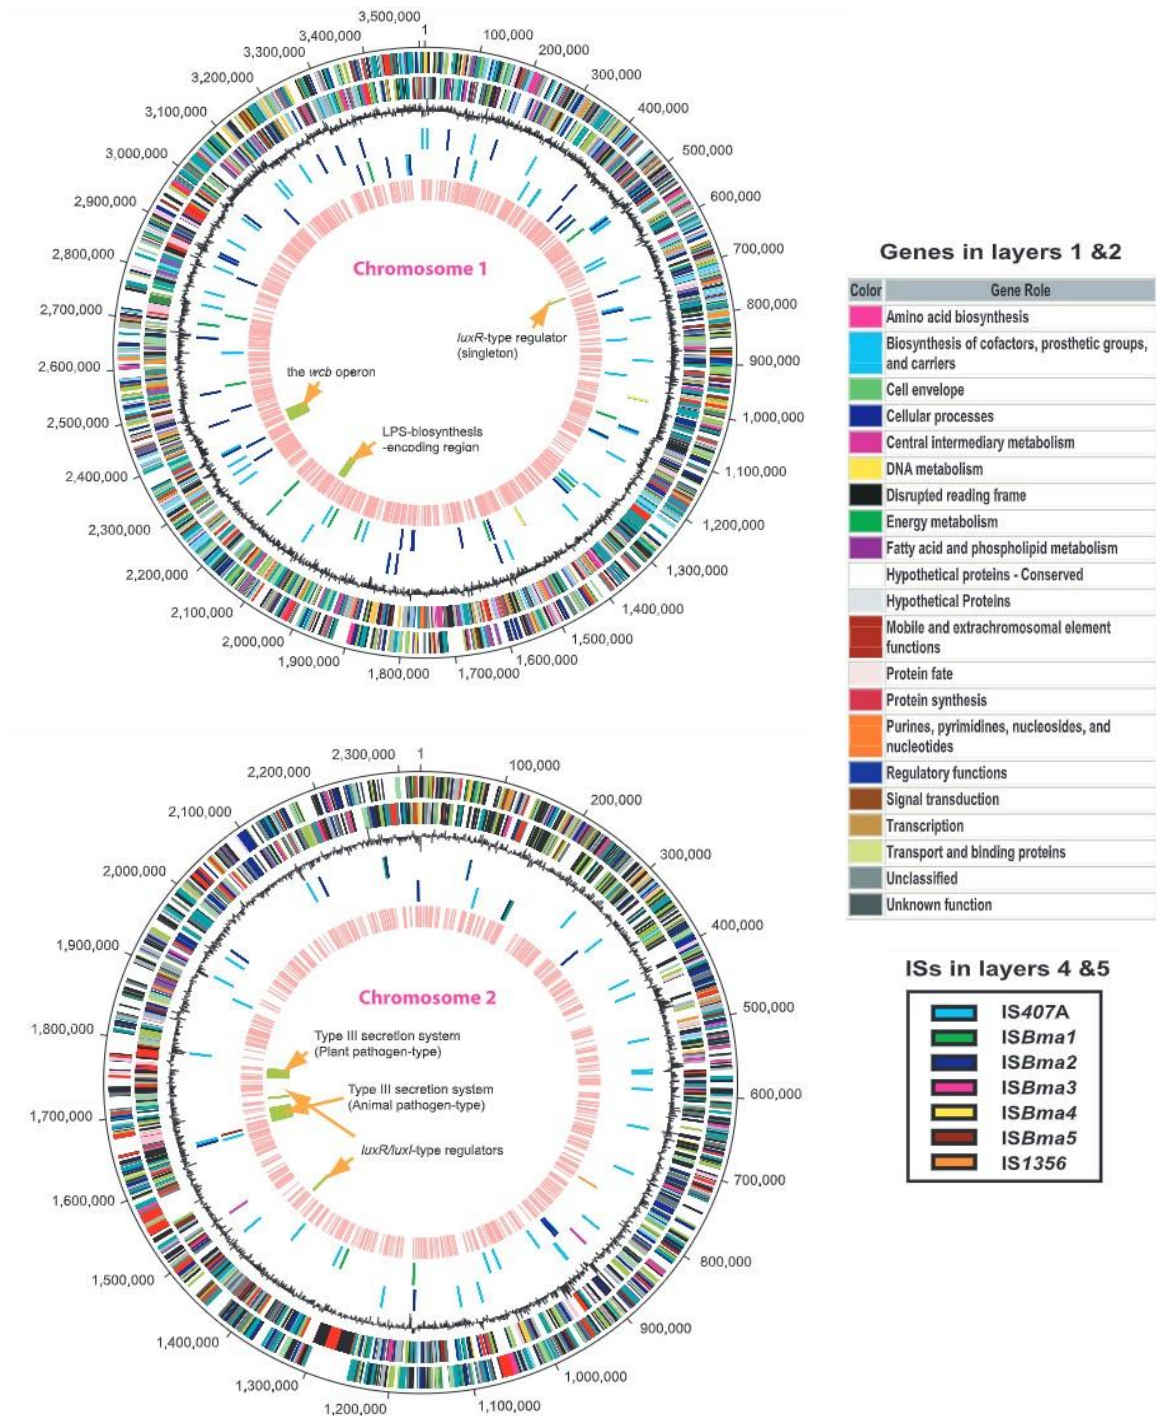 3,500,000
1
100,000
200,000
300,000
400,000
500,000
600,000
700,000
800,000
900,000
1,000,000
1,100,000
1,200,000
1,300,000
1,400,000
1,500,000
1,600,000
1,700,000
1,800,000
1,900,000
2,000,000
2,100,000
2,200,000
2,300,000
2,400,000
2,500,000
2,600,000
2,700,000
2,800,000
2,900,000
3,000,000
3,100,000
3,200,000
3,300,000
3,400,000
Chromosome 1
luxR-type regulator
(singleton)
the wcb operon
LPS-biosynthesis
-encoding region
Genes in layers 1 &2
Color Gene Role
Amino acid biosynthesis
Biosynthesis of cofactors, prosthetic groups,
and carriers
Cell envelope
Cellular processes
Central intermediary metabolism
DNA metabolism
Disrupted reading frame
Energy metabolism
Fatty acid and phospholipid metabolism
Hypothetical proteins - Conserved
Hypothetical Proteins
Mobile and extrachromosomal element
functions
Protein fate
Protein synthesis
Purines, pyrimidines, nucleosides, and
nucleotides
Regulatory functions
Signal transduction
Transcription
Transport and binding proteins
Unclassified
Unknown function
2,300,000
1
100,000
200,000
300,000
400,000
500,000
600,000
700,000
800,000
900,000
1,000,000
1,100,000
1,200,000
1,300,000
1,400,000
1,500,000
1,600,000
1,700,000
1,800,000
1,900,000
2,000,000
2,100,000
2,200,000
Chromosome 2
Type III secretion system
(Plant pathogen-type)
Type III secretion system
(Animal pathogen-type)
luxR/luxI-type regulators
ISs in layers 4 &5
IS407A
ISBma1
ISBma2
ISBma3
ISBma4
ISBma5
IS1356